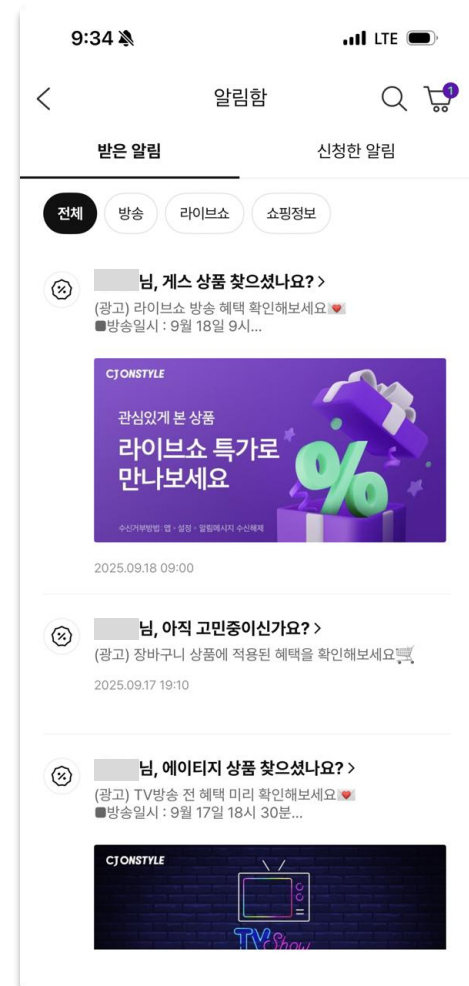 9:34
LTE
알림함
1
받은 알림
신청한 알림
전체
방송
라이브쇼
쇼핑정보
님, 게스 상품 찾으셨나요? >
(광고) 라이브쇼 방송 혜택 확인해보세요💌
■방송일시 : 9월 18일 9시...
CJ ONSTYLE
관심있게 본 상품
라이브쇼 특가로
만나보세요
%
수신거부방법 : 앱 > 설정 > 알림메시지 수신해제
2025.09.18 09:00
님, 아직 고민중이신가요? >
(광고) 장바구니 상품에 적용된 혜택을 확인해보세요🛒
2025.09.17 19:10
님, 에이티지 상품 찾으셨나요? >
(광고) TV방송 전 혜택 미리 확인해보세요💌
■방송일시 : 9월 17일 18시 30분...
CJ ONSTYLE
TV Show